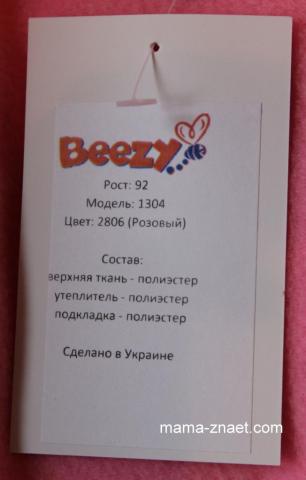 Beezy
Рост: 92
Модель: 1304
Цвет: 2806 (Розовый)
Состав:
верхняя ткань - полиэстер
утеплитель - полиэстер
подкладка - полиэстер
Сделано в Украине
mama-znaet.com